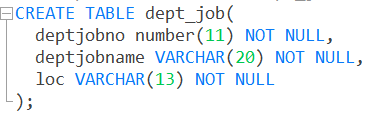 CREATE TABLE dept_job(
deptjobno number(11) NOT NULL,
deptjobname VARCHAR(20) NOT NULL,
loc VARCHAR(13) NOT NULL
);